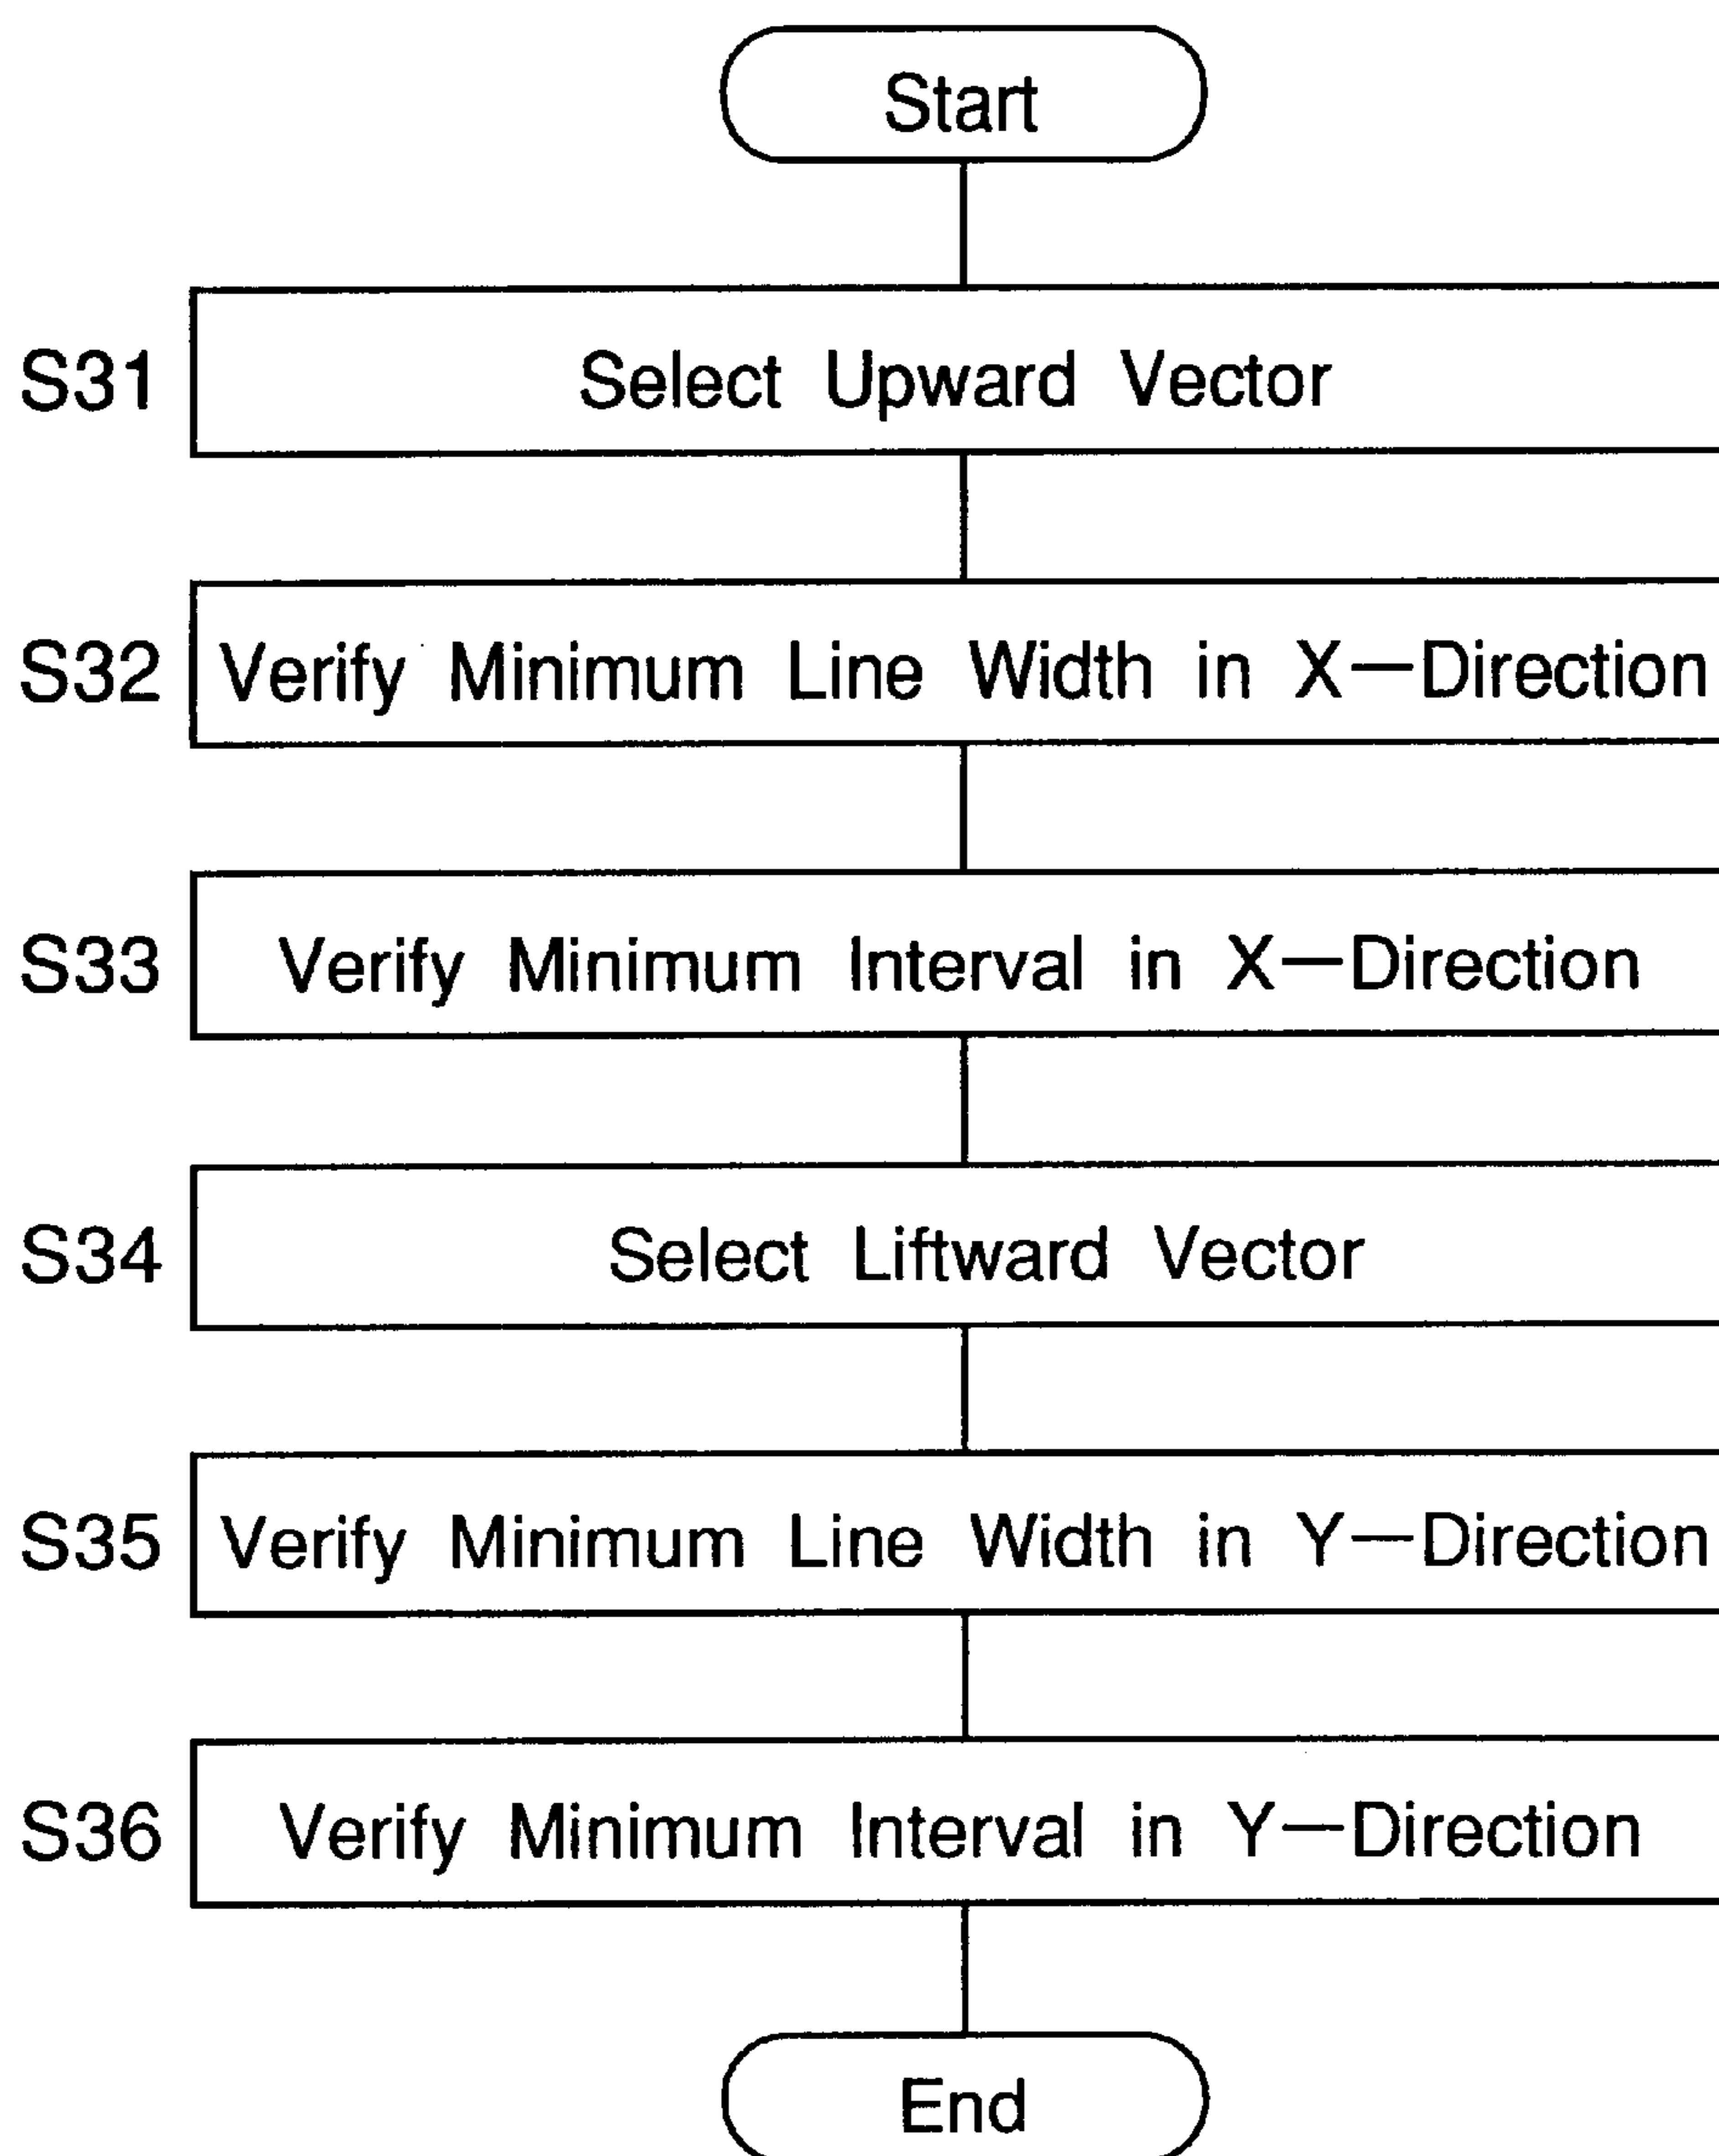 Start
S31 Select Upward Vector
S32 Verify Minimum Line Width in X—Direction
S33 Verify Minimum Interval in X—Direction
S34 Select Liftward Vector
S35 Verify Minimum Line Width in Y—Direction
S36 Verify Minimum Interval in Y—Direction
End